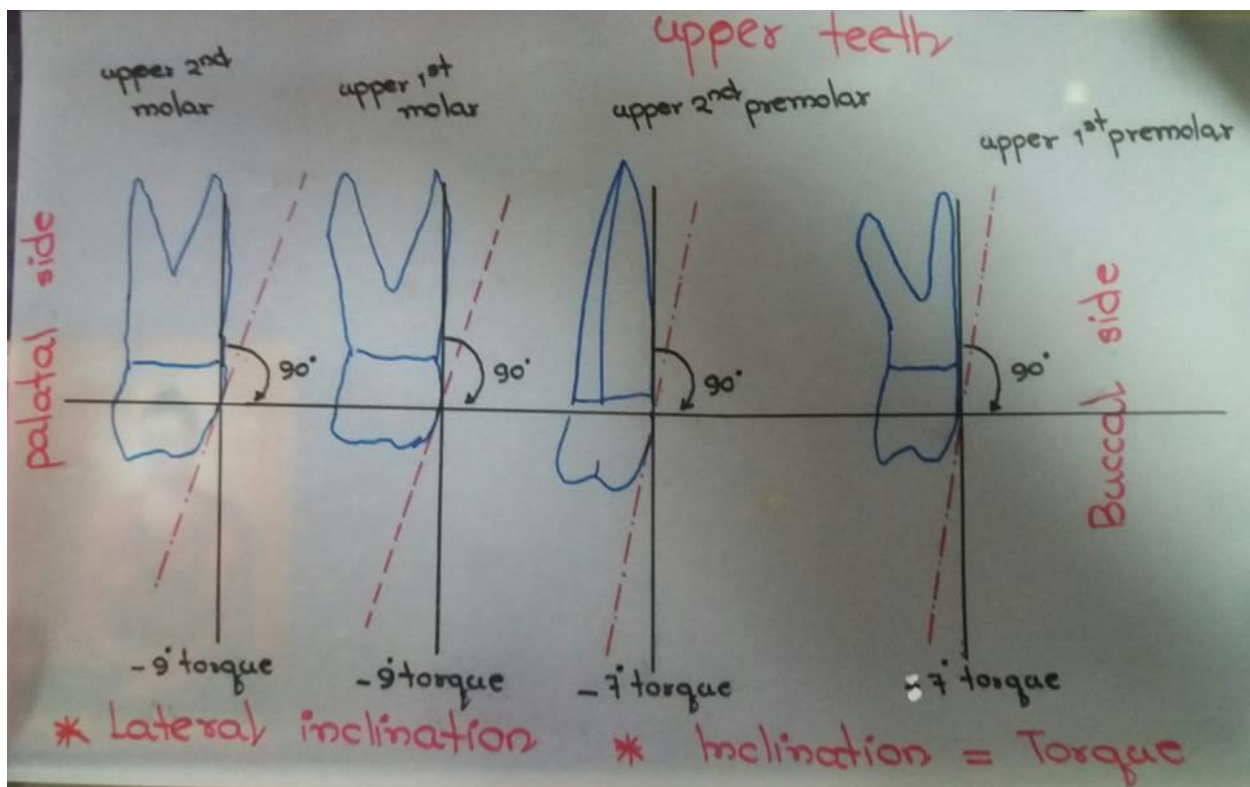 upper teeth
upper 2nd
molar
upper 1st
molar
upper 2nd premolar
upper 1st premolar
palatal side
Buccal side
90°
90°
90°
90°
-9° torque
-9° torque
-7° torque
-7° torque
* Lateral inclination * Inclination = Torque